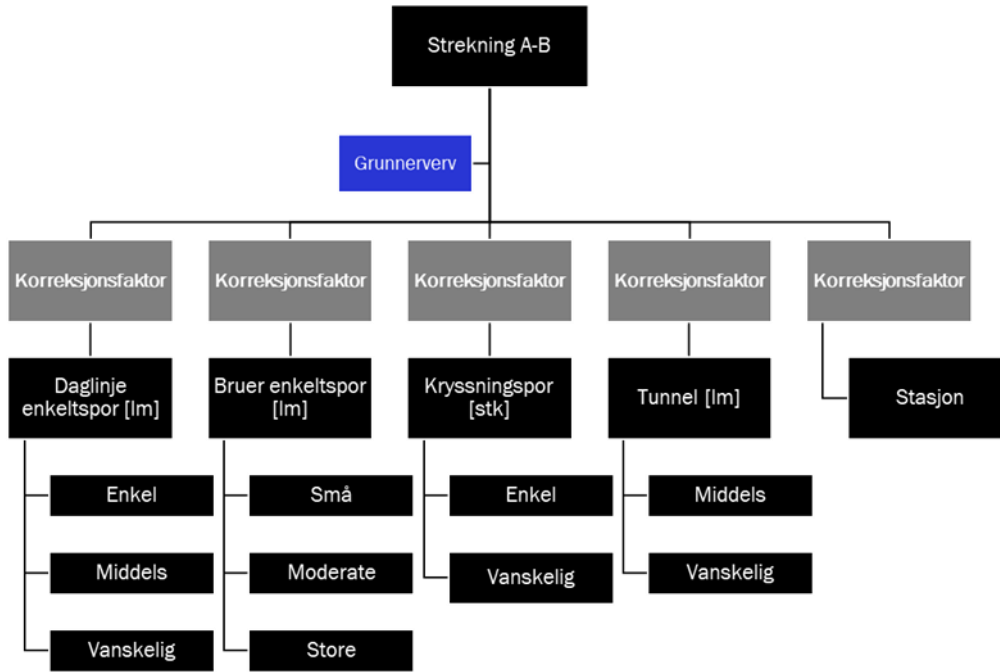 Strekning A-B
Grunnerverv
Korreksjonsfaktor
Korreksjonsfaktor
Korreksjonsfaktor
Korreksjonsfaktor
Korreksjonsfaktor
Daglinje
enkeltspor [lm]
Bruer enkeltspor
[lm]
Kryssningspor
[stk]
Tunnel [lm]
Stasjon
Enkel
Middels
Vanskelig
Små
Moderate
Store
Enkel
Vanskelig
Middels
Vanskelig